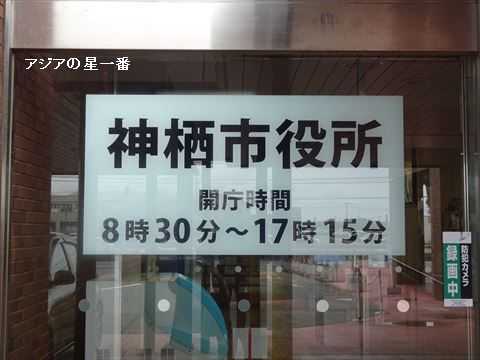 アジアの星一番
神栖市役所
開庁時間
8時30分～17時15分
防犯カメラ
録画中